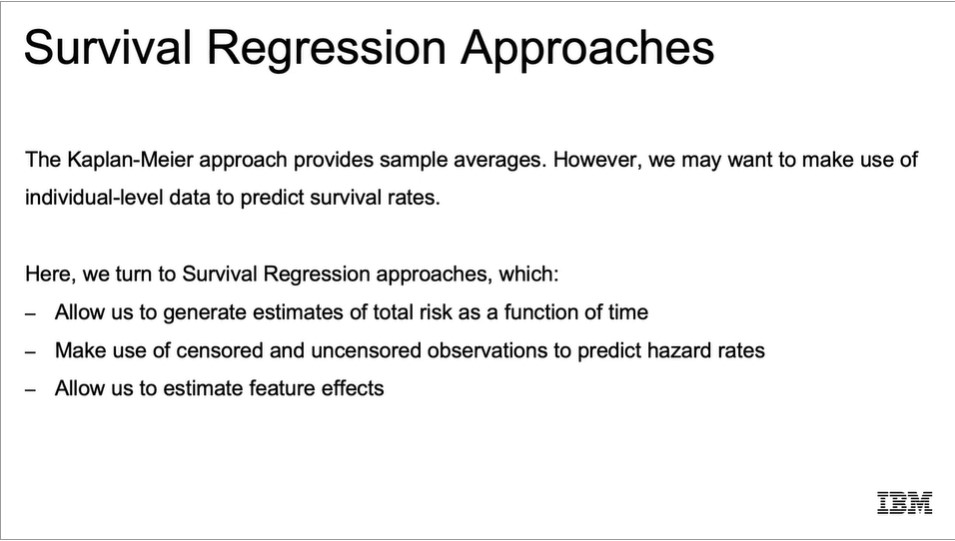 Survival Regression Approaches
The Kaplan-Meier approach provides sample averages. However, we may want to make use of
individual-level data to predict survival rates.
Here, we turn to Survival Regression approaches, which:
– Allow us to generate estimates of total risk as a function of time
– Make use of censored and uncensored observations to predict hazard rates
– Allow us to estimate feature effects
IBM